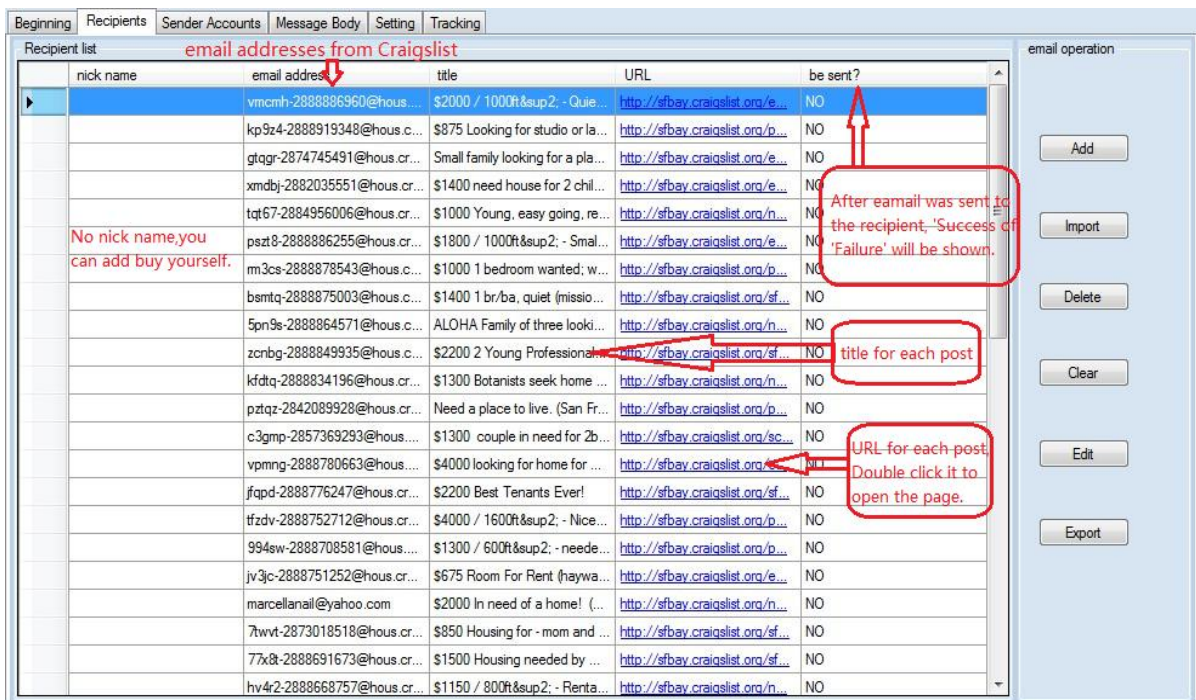 Beginning Recipients Sender Accounts Message Body Setting Tracking
Recipient list
email addresses from Craigslist
email operation
nick name email address title URL be sent?
vmcmh-2888886960@hous.... $2000 / 1000ft&sup2; - Quie... http://sfbay.craigslist.org/e... NO
kp9z4-2888919348@hous.c... $875 Looking for studio or la... http://sfbay.craigslist.org/p... NO
gtqgr-2874745491@hous.cr... Small family looking for a pla... http://sfbay.craigslist.org/e... NO
xmdbj-2882035551@hous.cr... $1400 need house for 2 chil... http://sfbay.craigslist.org/e... NO
tqt67-2884956006@hous.cr... $1000 Young, easy going, re... http://sfbay.craigslist.org/e... NO
pszt8-2888886255@hous.c... $1800 / 1000ft&sup2; - Smal... http://sfbay.craigslist.org/e... NO
rm3cs-2888878543@hous.c... $1000 1 bedroom wanted; w... http://sfbay.craigslist.org/p... NO
bsmtq-2888875003@hous.c... $1400 1 br/ba, quiet (missio... http://sfbay.craigslist.org/sf... NO
5pn9s-2888864571@hous.c... ALOHA Family of three looki... http://sfbay.craigslist.org/n... NO
zcnbg-2888849935@hous.c... $2200 2 Young Professional... http://sfbay.craigslist.org/sf... NO
kfdtq-2888834196@hous.cr... $1300 Botanists seek home ... http://sfbay.craigslist.org/n... NO
pztqz-2842089928@hous.cr... Need a place to live. (San Fr... http://sfbay.craigslist.org/p... NO
c3gmp-2857369293@hous.... $1300 couple in need for 2b... http://sfbay.craigslist.org/sc... NO
vpmng-2888780663@hous.... $4000 looking for home for ... http://sfbay.craigslist.org/ NO
jfqpd-2888776247@hous.cr... $2200 Best Tenants Ever! http://sfbay.craigslist.org/sf... NO
tfzdv-2888752712@hous.cr... $4000 / 1600ft&sup2; - Nice... http://sfbay.craigslist.org/p... NO
994sw-2888708581@hous.... $1300 / 600ft&sup2; - neede... http://sfbay.craigslist.org/p... NO
jv3jc-2888751252@hous.cr... $675 Room For Rent (haywa... http://sfbay.craigslist.org/e... NO
marcellanail@yahoo.com $2000 In need of a home! (... http://sfbay.craigslist.org/n... NO
7twvt-2873018518@hous.cr... $850 Housing for - mom and ... http://sfbay.craigslist.org/sf... NO
77x8t-2888691673@hous.cr... $1500 Housing needed by ... http://sfbay.craigslist.org/sf... NO
hv4r2-2888668757@hous.cr... $1150 / 800ft&sup2; - Renta... http://sfbay.craigslist.org/e... NO
No nick name,you
can add buy yourself.
After eamail was sent to
the recipient, 'Success of
'Failure' will be shown.
title for each post
URL for each post,
Double click it to
open the page.
Add
Import
Delete
Clear
Edit
Export